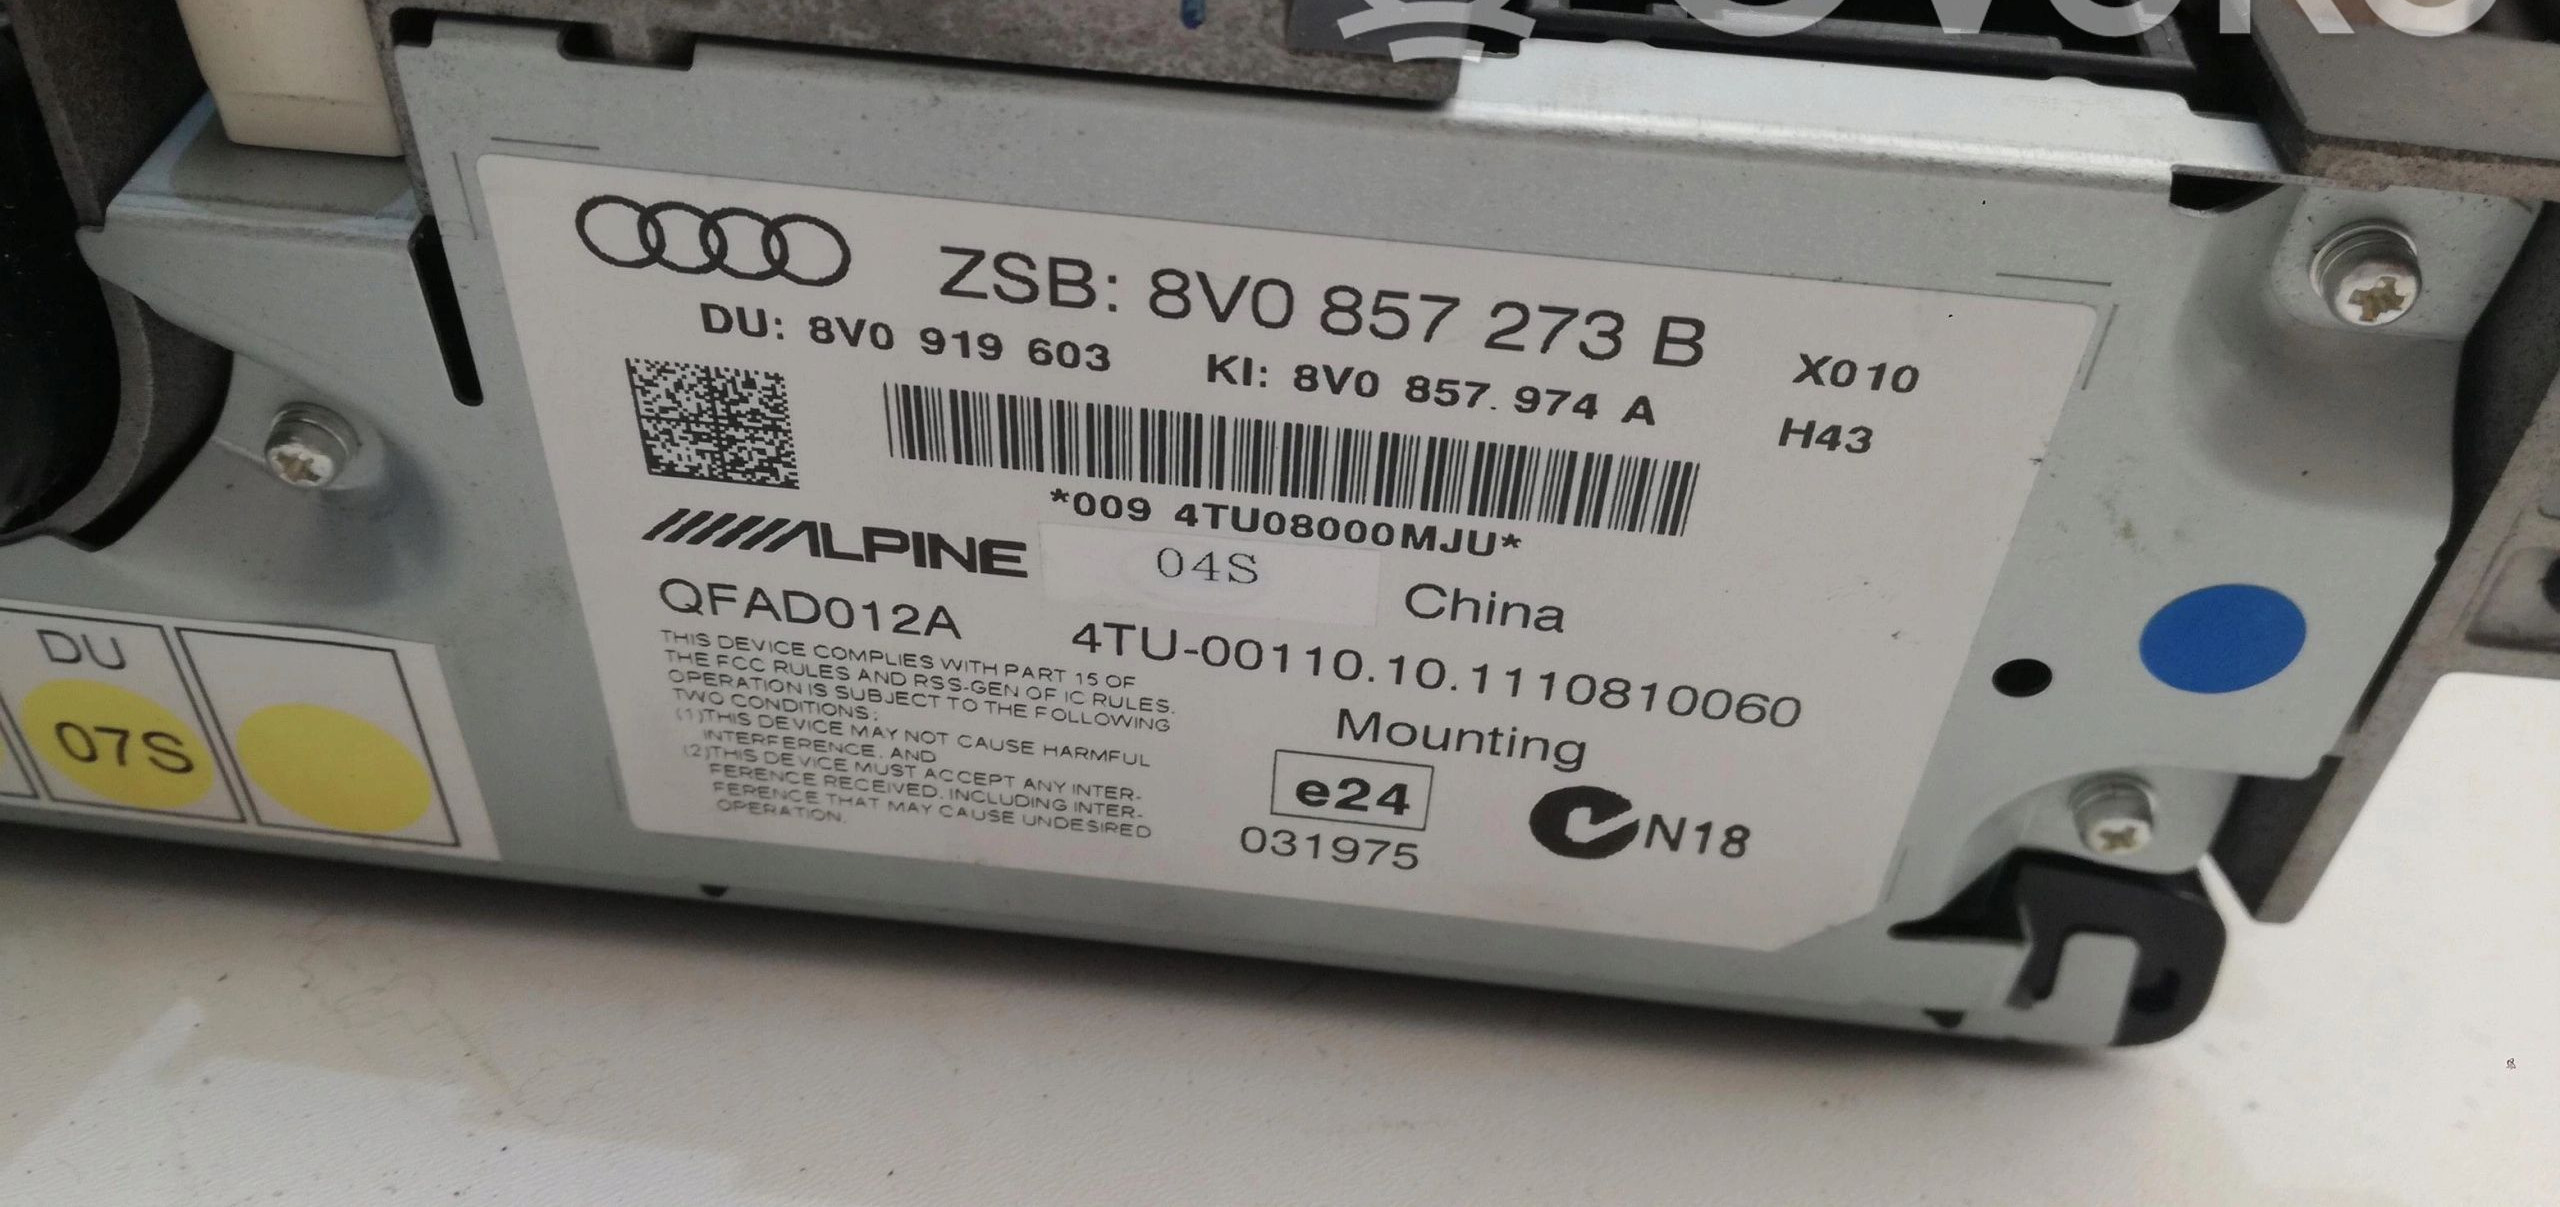 ZSB: 8V0 857 273 B
DU: 8V0 919 603 KI: 8V0 857. 974 A X010
H43
*009 4TU08000MJU*
ALPINE 04S China
QFAD012A 4TU-00110.10.1110810060
THIS DEVICE COMPLIES WITH PART 15 OF
THE FCC RULES AND RSS-GEN OF IC RULES.
OPERATION IS SUBJECT TO THE FOLLOWING
TWO CONDITIONS:
(1)THIS DEVICE MAY NOT CAUSE HARMFUL
INTERFERENCE, AND
(2)THIS DEVICE MUST ACCEPT ANY INTER-
FERENCE RECEIVED, INCLUDING INTER-
FERENCE THAT MAY CAUSE UNDESIRED
OPERATION.
Mounting
e24
031975
N18
DU
07S